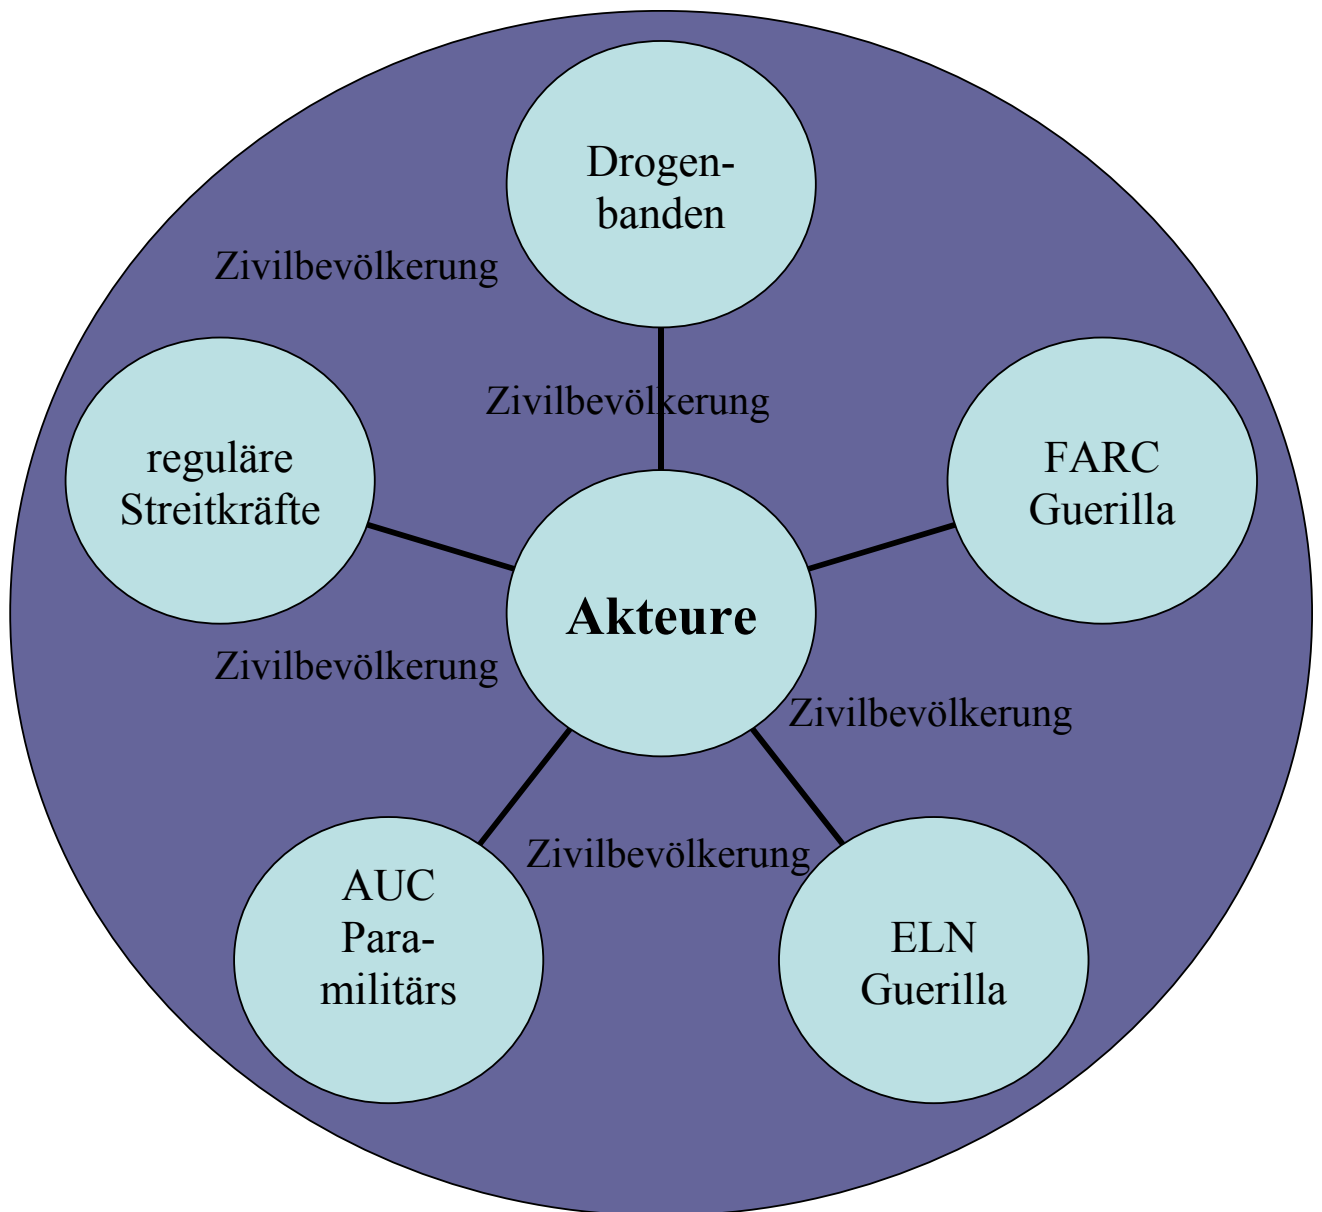 Drogen-
banden
Zivilbevölkerung
Zivilbevölkerung
reguläre
Streitkräfte
FARC
Guerilla
Akteure
Zivilbevölkerung
Zivilbevölkerung
Zivilbevölkerung
AUC
Para-
militärs
ELN
Guerilla